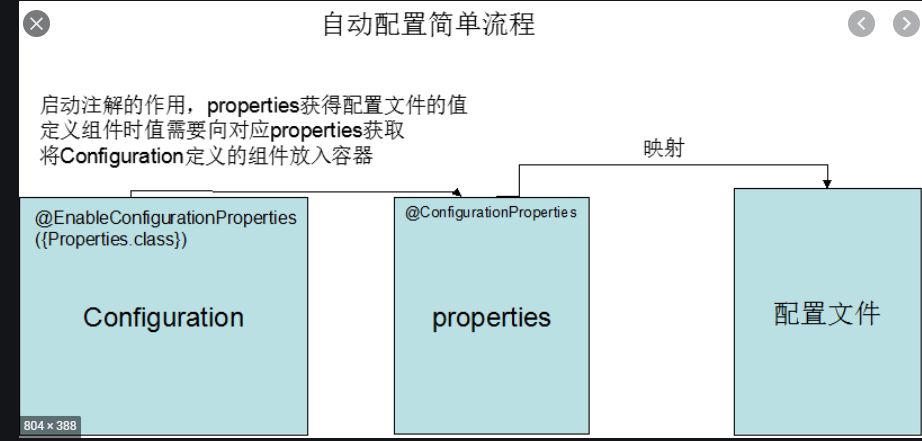 自动配置简单流程
启动注解的作用，properties获得配置文件的值
定义组件时值需要向对应properties获取
将Configuration定义的组件放入容器
映射
@EnableConfigurationProperties
({Properties.class})
Configuration
@ConfigurationProperties
properties
配置文件
804 × 388